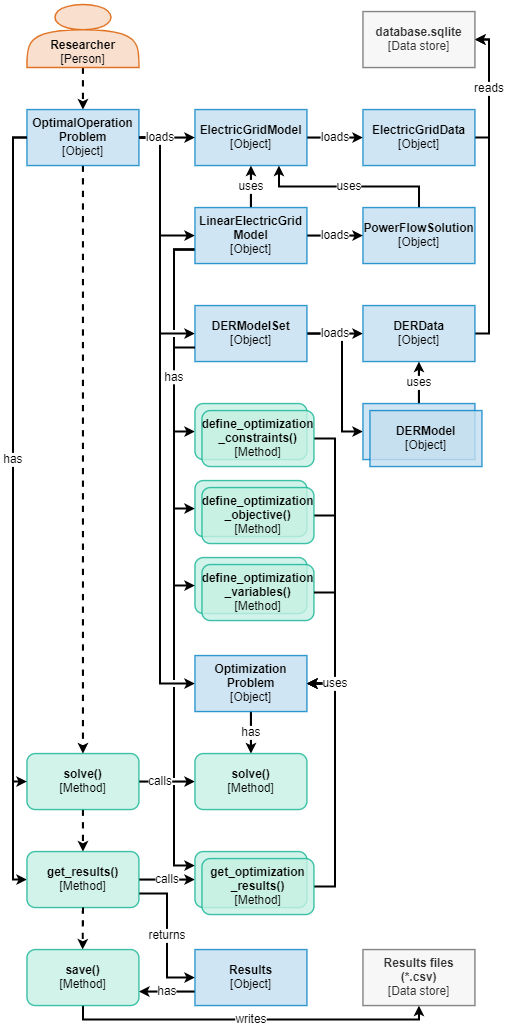 Researcher
[Person]
database.sqlite
[Data store]
reads
OptimalOperation
Problem
[Object]
loads
ElectricGridModel
[Object]
loads
ElectricGridData
[Object]
uses
uses
LinearElectricGrid
Model
[Object]
loads
PowerFlowSolution
[Object]
DERModelSet
[Object]
loads
DERData
[Object]
has
uses
define_optimization
_constraints()
[Method]
DERModel
[Object]
has
define_optimization
_objective()
[Method]
define_optimization
_variables()
[Method]
Optimization
Problem
[Object]
uses
has
solve()
[Method]
calls
solve()
[Method]
get_results()
[Method]
calls
get_optimization
_results()
[Method]
returns
save()
[Method]
has
Results
[Object]
Results files
(*.csv)
[Data store]
writes